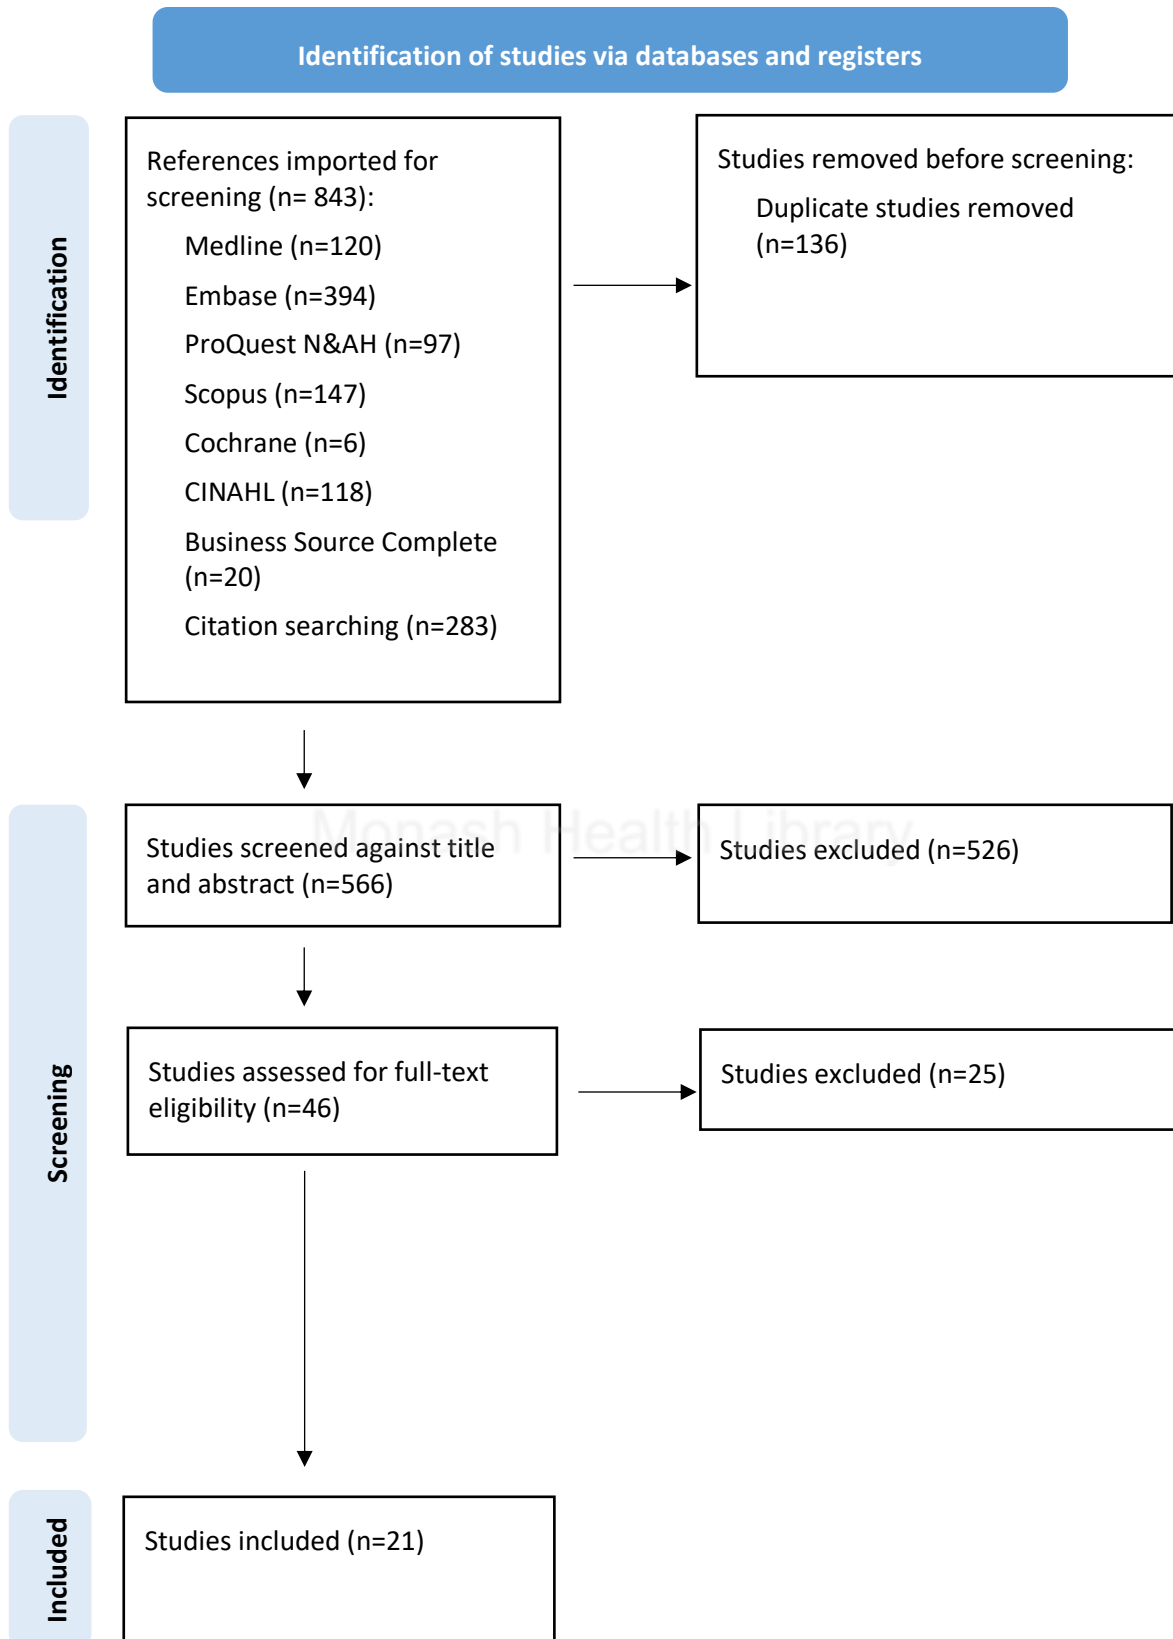 Identification of studies via databases and registers
Identification
References imported for
screening (n= 843):
Medline (n=120)
Embase (n=394)
ProQuest N&AH (n=97)
Scopus (n=147)
Cochrane (n=6)
CINAHL (n=118)
Business Source Complete
(n=20)
Citation searching (n=283)
Studies removed before screening:
Duplicate studies removed
(n=136)
Screening
Monash Health Library
Studies screened against title
and abstract (n=566)
Studies excluded (n=526)
Studies assessed for full-text
eligibility (n=46)
Studies excluded (n=25)
Included
Studies included (n=21)